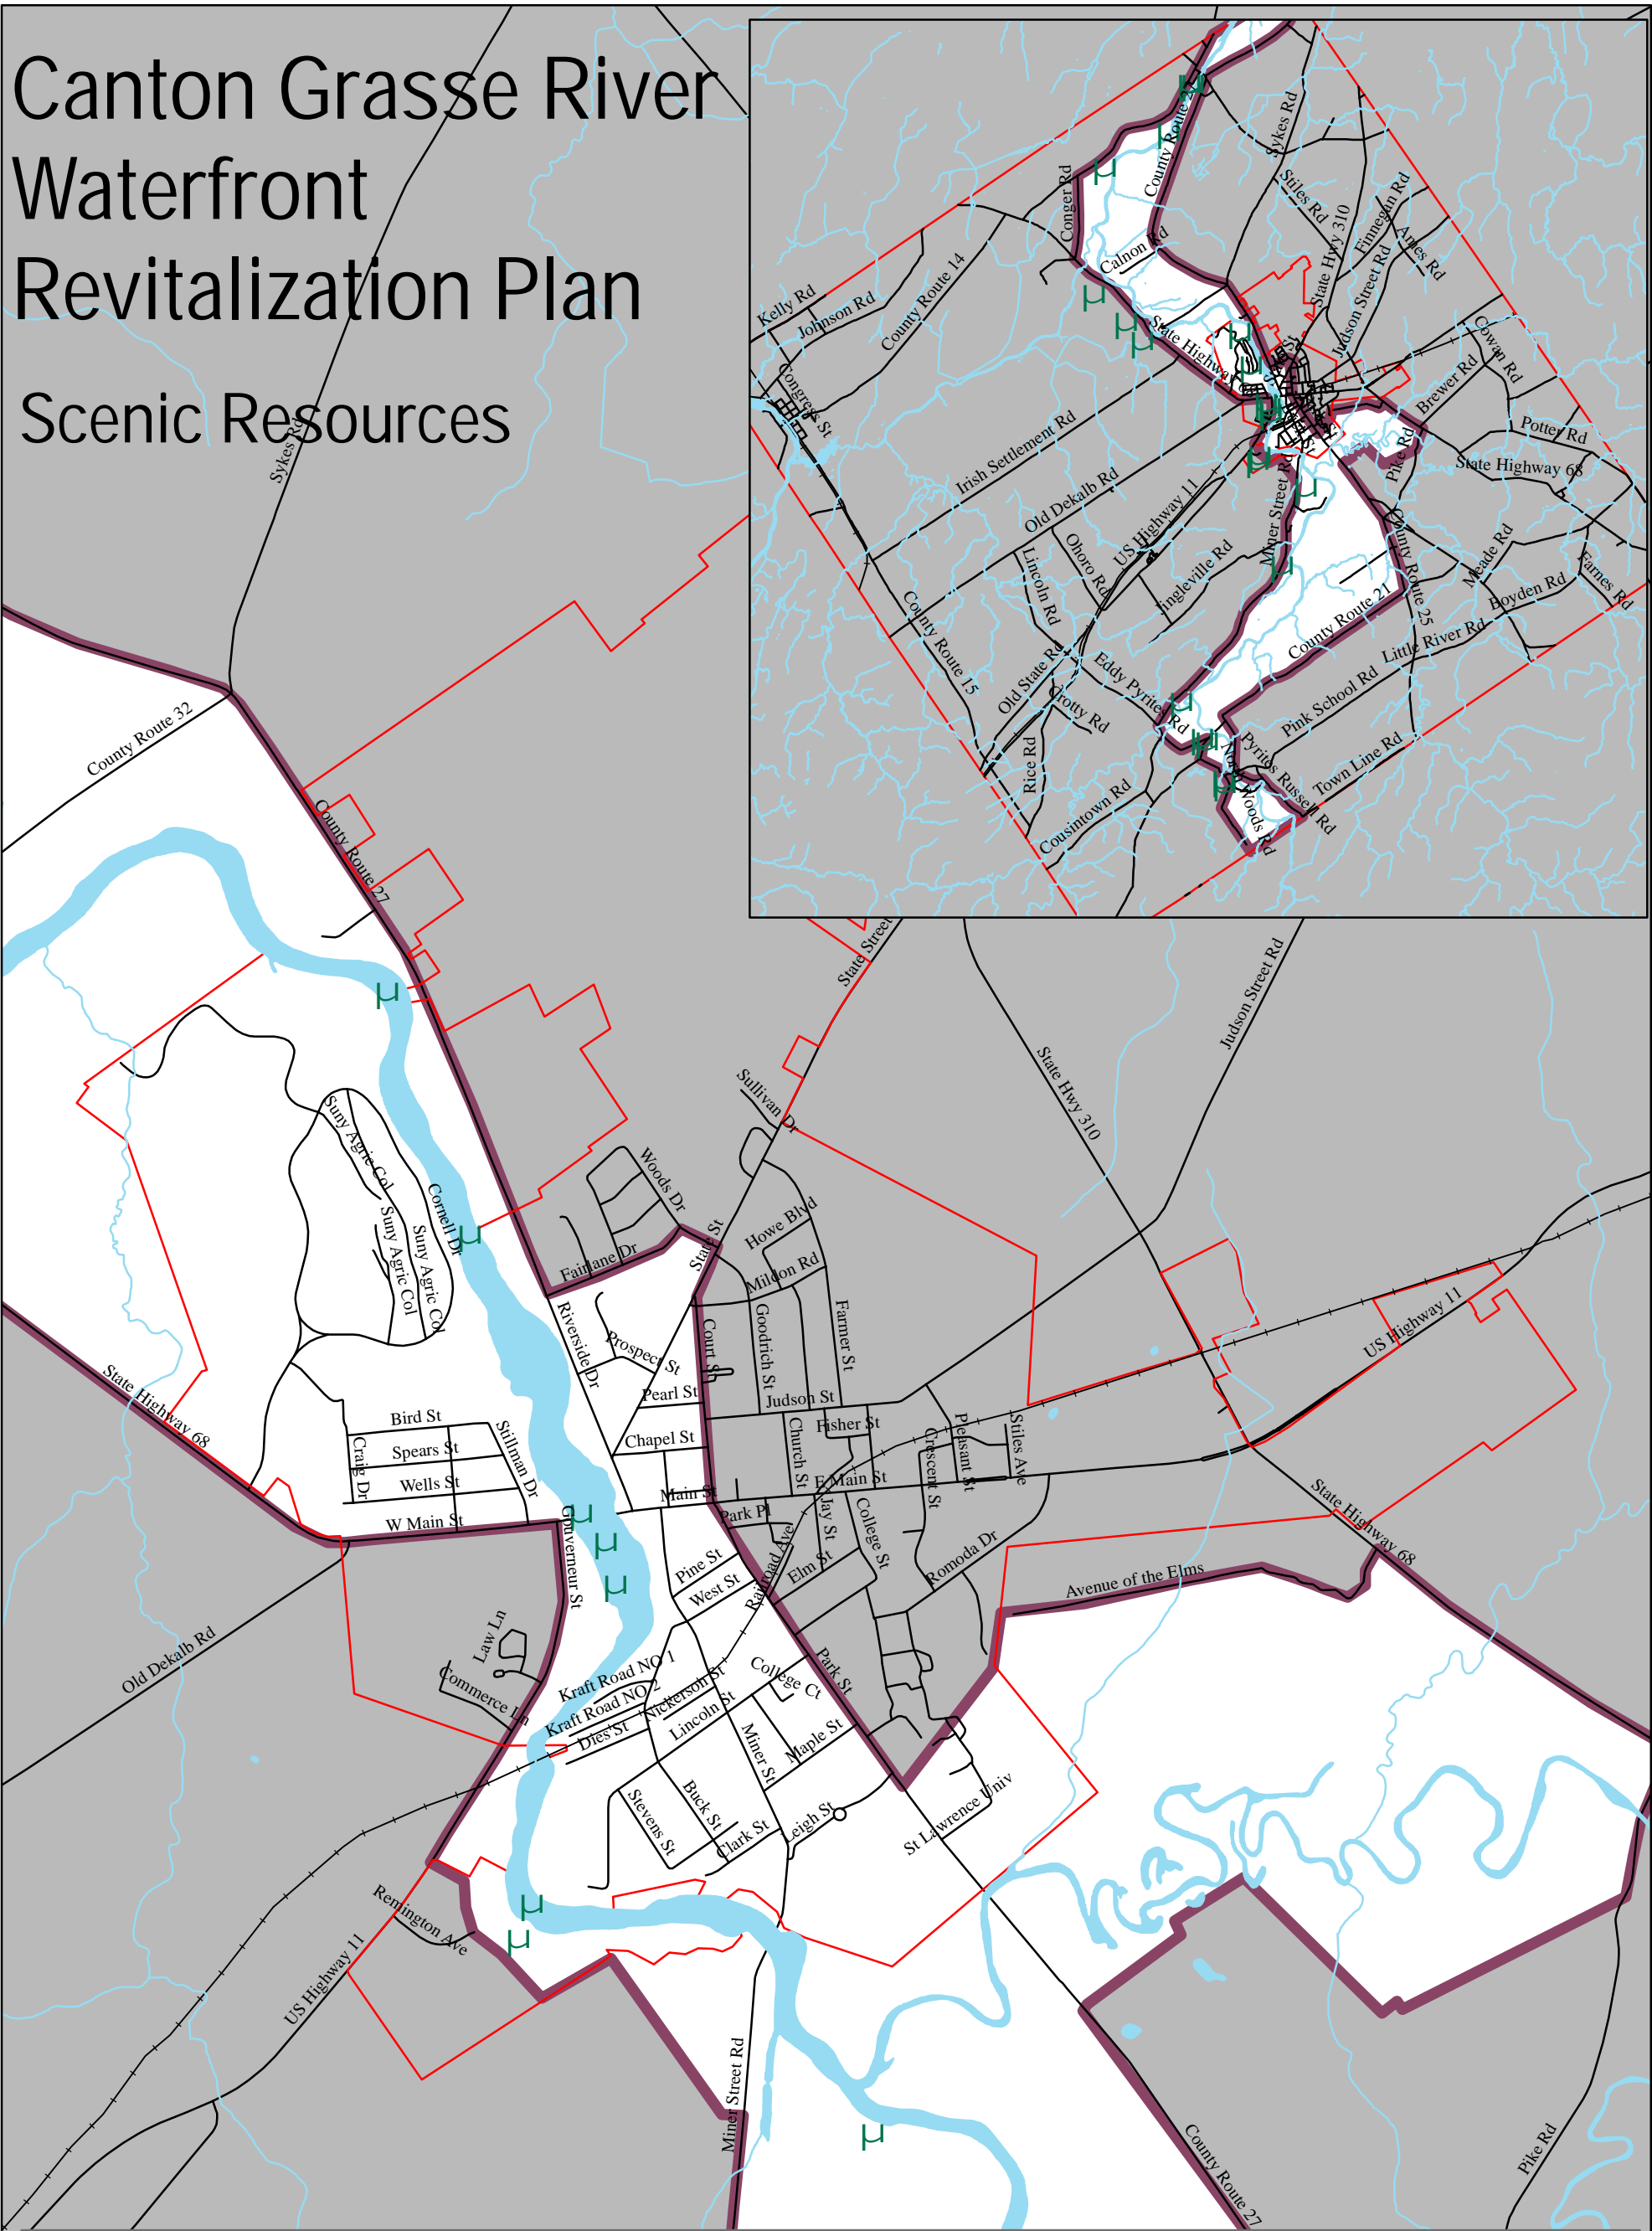 Canton Grasse River
Waterfront
Revitalization Plan
Scenic Resources
Sykes Rd
County Route 32
County Route 27
Sykes Rd
Stiles Rd
State Hwy 310
Finnegan Rd
Ames Rd
Judson Street Rd
Conger Rd
Calnon Rd
Kelly Rd
Johnson Rd
County Route 14
Congress St
State Highway
Cowan Rd
Brewer Rd
Potter Rd
Pike Rd
State Highway 68
Irish Settlement Rd
Old Dekalb Rd
US Highway 11
Miner Street Rd
Lincoln Rd
Ohoro Rd
Jingleville Rd
County Route 25
Meade Rd
Farnes Rd
Boyden Rd
County Route 21
Little River Rd
County Route 15
Old State Rd
Eddy Pyrites Rd
Crotty Rd
Pink School Rd
Rice Rd
Pyrites Russell Rd
Town Line Rd
Woods Rd
Cousintown Rd
State Street
Judson Street Rd
State Hwy 310
Sullivan Dr
Woods Dr
Suny Agric Col
Cornell Dr
Suny Agric Col
Suny Agric Col
Howe Blvd
State St
Fairlane Dr
Mildon Rd
Riverside Dr
Prospect St
Court St
Goodrich St
Farmer St
US Highway 11
State Highway 68
Pearl St
Judson St
Bird St
Fisher St
Church St
Chapel St
Crescent St
Pleasant St
Stiles Ave
Craig Dr
Spears St
Stillman Dr
Wells St
Main St
E Main St
W Main St
Gouverneur St
Park Pl
Jay St
College St
State Highway 68
Railroad Ave
Elm St
Romoda Dr
Pine St
West St
Avenue of the Elms
Old Dekalb Rd
Law Ln
Commerce Ln
Kraft Road NO 1
Kraft Road NO 2
Nickerson St
College Ct
Park St
Dies St
Lincoln St
Miner St
Maple St
Stevens St
Buck St
Clark St
Leigh St
St Lawrence Univ
Remington Ave
US Highway 11
Miner Street Rd
County Route 27
Pike Rd